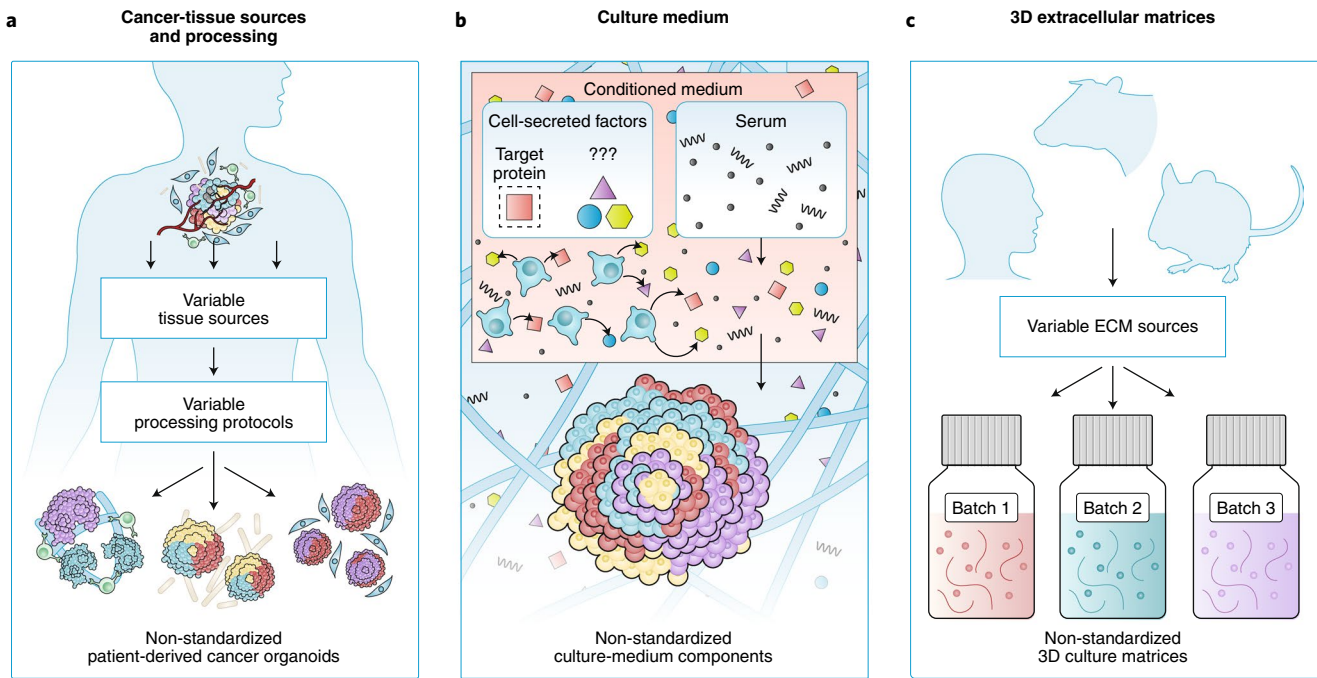 a
Cancer-tissue sources
and processing
Variable
tissue sources
Variable
processing protocols
Non-standardized
patient-derived cancer organoids
b
Culture medium
Conditioned medium
Cell-secreted factors
Target
protein
???
Serum
Non-standardized
culture-medium components
c
3D extracellular matrices
Variable ECM sources
Batch 1
Batch 2
Batch 3
Non-standardized
3D culture matrices